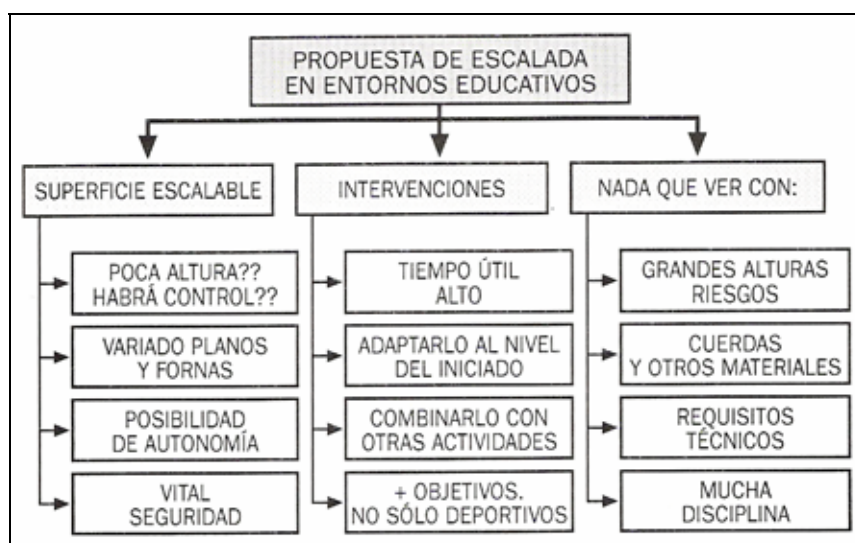 PROPUESTA DE ESCALADA
EN ENTORNOS EDUCATIVOS
SUPERFICIE ESCALABLE
POCA ALTURA??
HABRÁ CONTROL??
VARIADO PLANOS
Y FORNAS
POSIBILIDAD
DE AUTONOMÍA
VITAL
SEGURIDAD
INTERVENCIONES
TIEMPO ÚTIL
ALTO
ADAPTARLO AL NIVEL
DEL INICIADO
COMBINARLO CON
OTRAS ACTIVIDADES
+ OBJETIVOS.
NO SÓLO DEPORTIVOS
NADA QUE VER CON:
GRANDES ALTURAS
RIESGOS
CUERDAS
Y OTROS MATERIALES
REQUISITOS
TÉCNICOS
MUCHA
DISCIPLINA